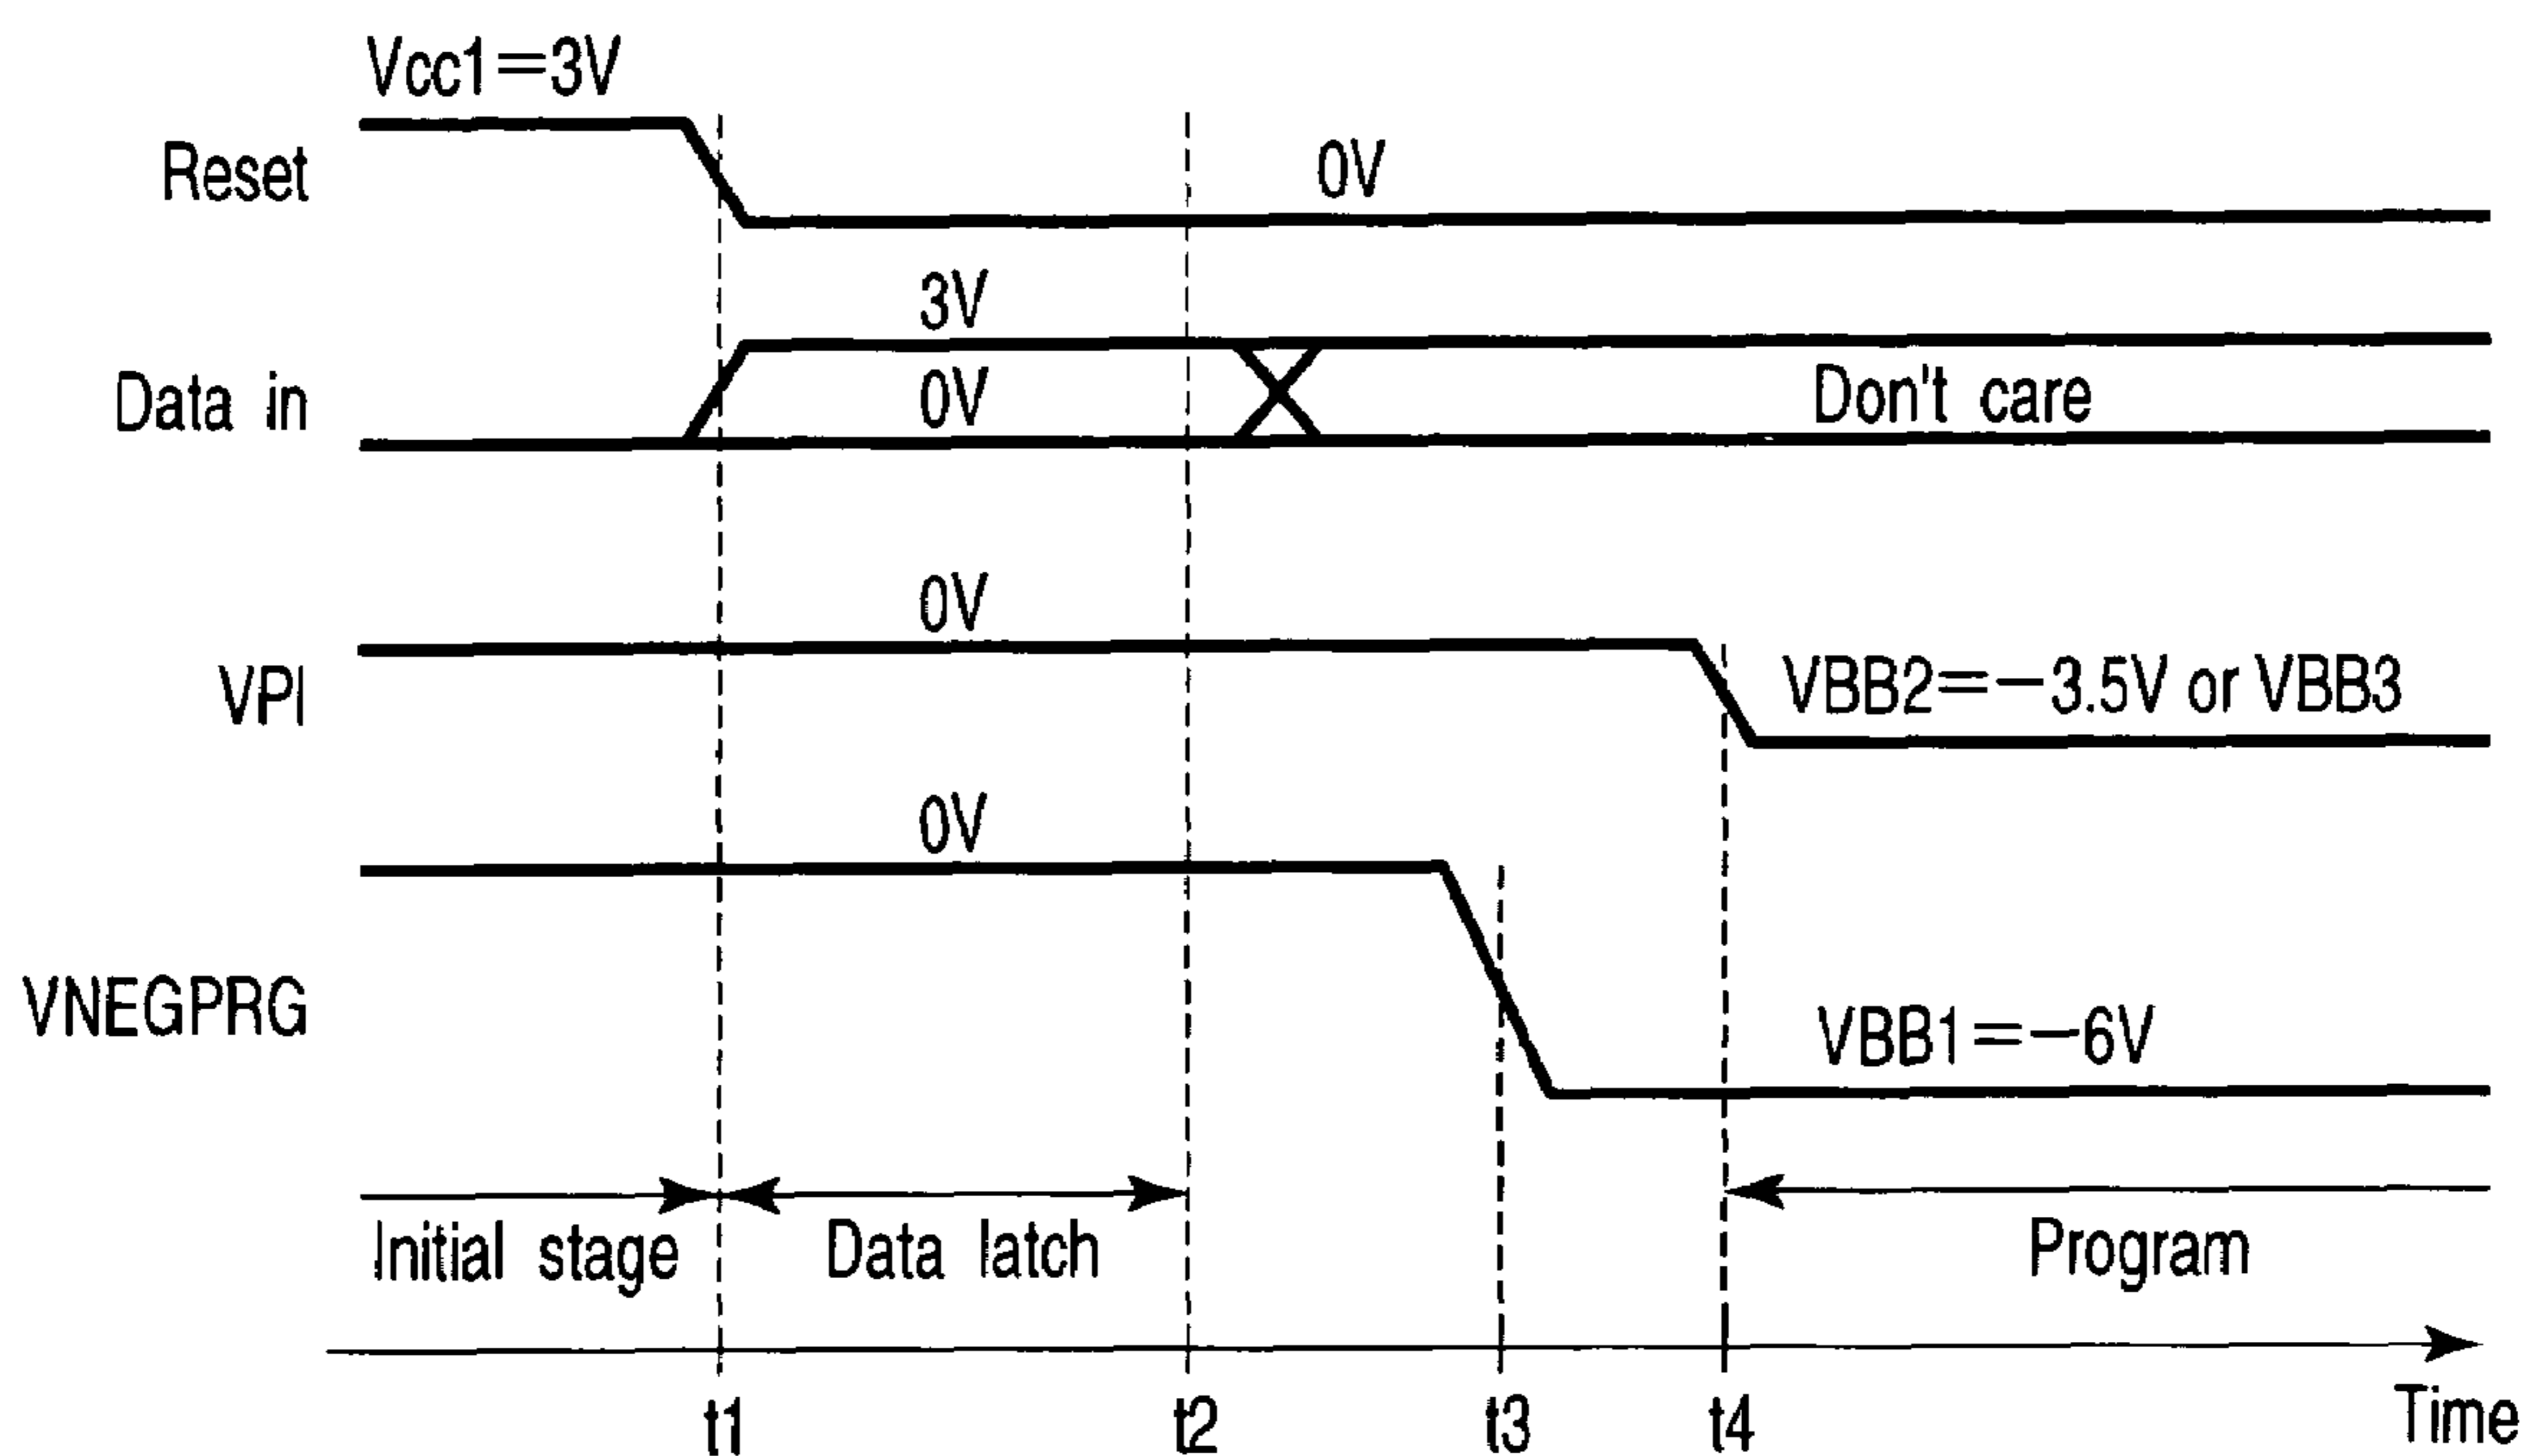 Vcc1=3V
Reset
0V
3V
Data in
0V
Don't care
0V
VPI
VBB2=−3.5V or VBB3
0V
VNEGPRG
VBB1=−6V
Initial stage
Data latch
Program
t1
t2
t3
t4
Time